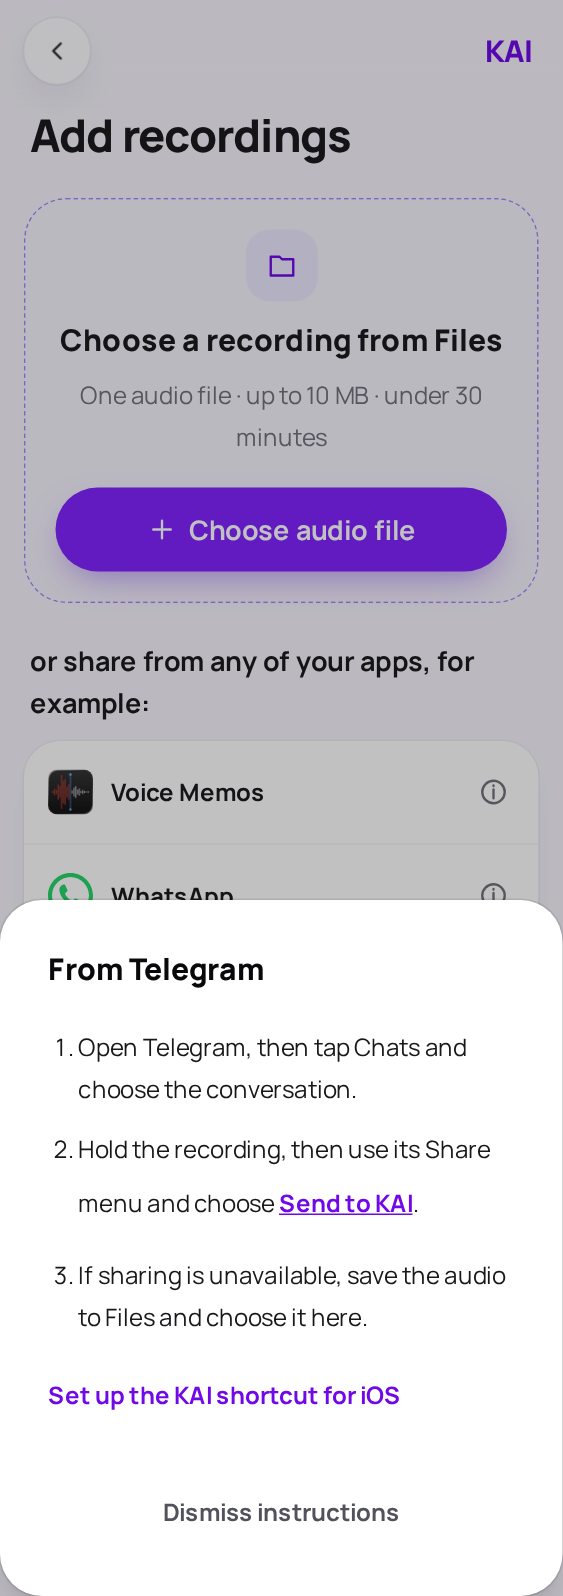 KAI
Add recordings
Choose a recording from Files
One audio file · up to 10 MB · under 30
minutes
+ Choose audio file
or share from any of your apps, for
example:
Voice Memos
WhatsApp
From Telegram
1. Open Telegram, then tap Chats and
choose the conversation.
2. Hold the recording, then use its Share
menu and choose Send to KAI.
3. If sharing is unavailable, save the audio
to Files and choose it here.
Set up the KAI shortcut for iOS
Dismiss instructions